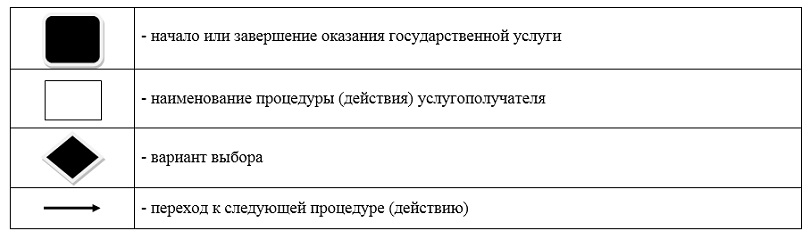 - начало или завершение оказания государственной услуги
- наименование процедуры (действия) услугополучателя
- вариант выбора
- переход к следующей процедуре (действию)